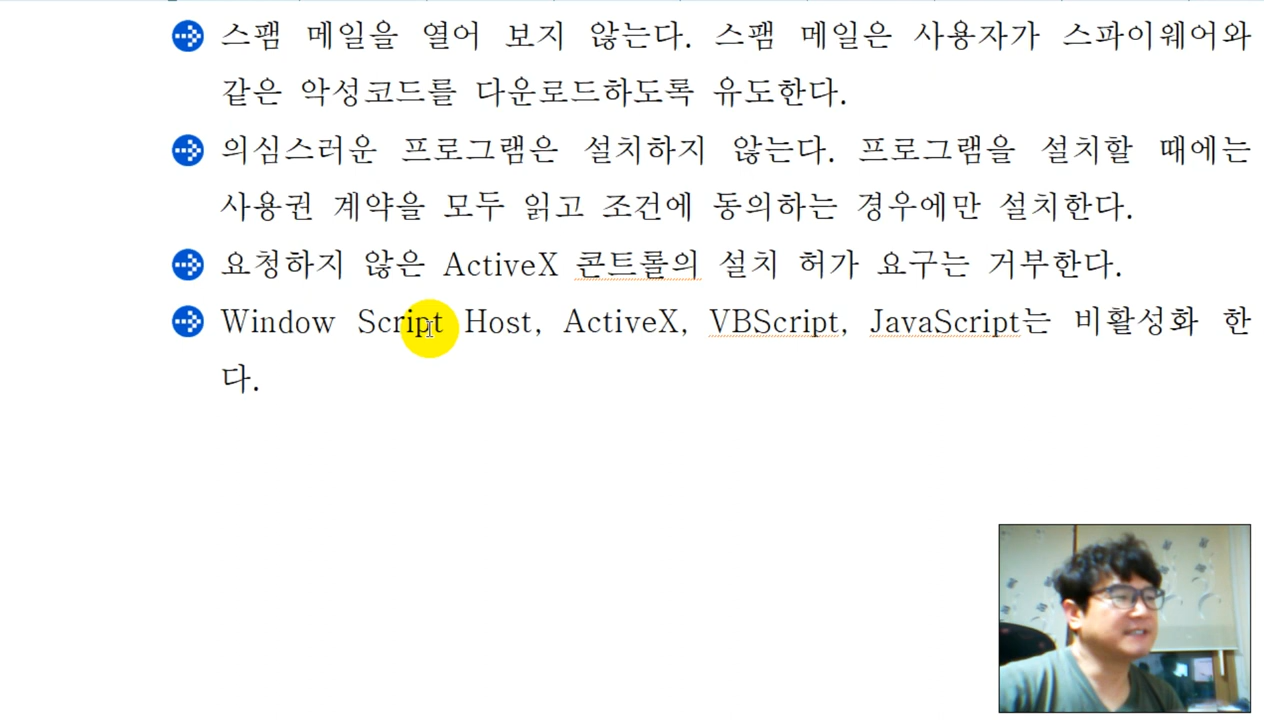 스팸 메일을 열어 보지 않는다. 스팸 메일은 사용자가 스파이웨어와
같은 악성코드를 다운로드하도록 유도한다.
의심스러운 프로그램은 설치하지 않는다. 프로그램을 설치할 때에는
사용권 계약을 모두 읽고 조건에 동의하는 경우에만 설치한다.
요청하지 않은 ActiveX 콘트롤의 설치 허가 요구는 거부한다.
Window Script Host, ActiveX, VBScript, JavaScript는 비활성화 한
다.